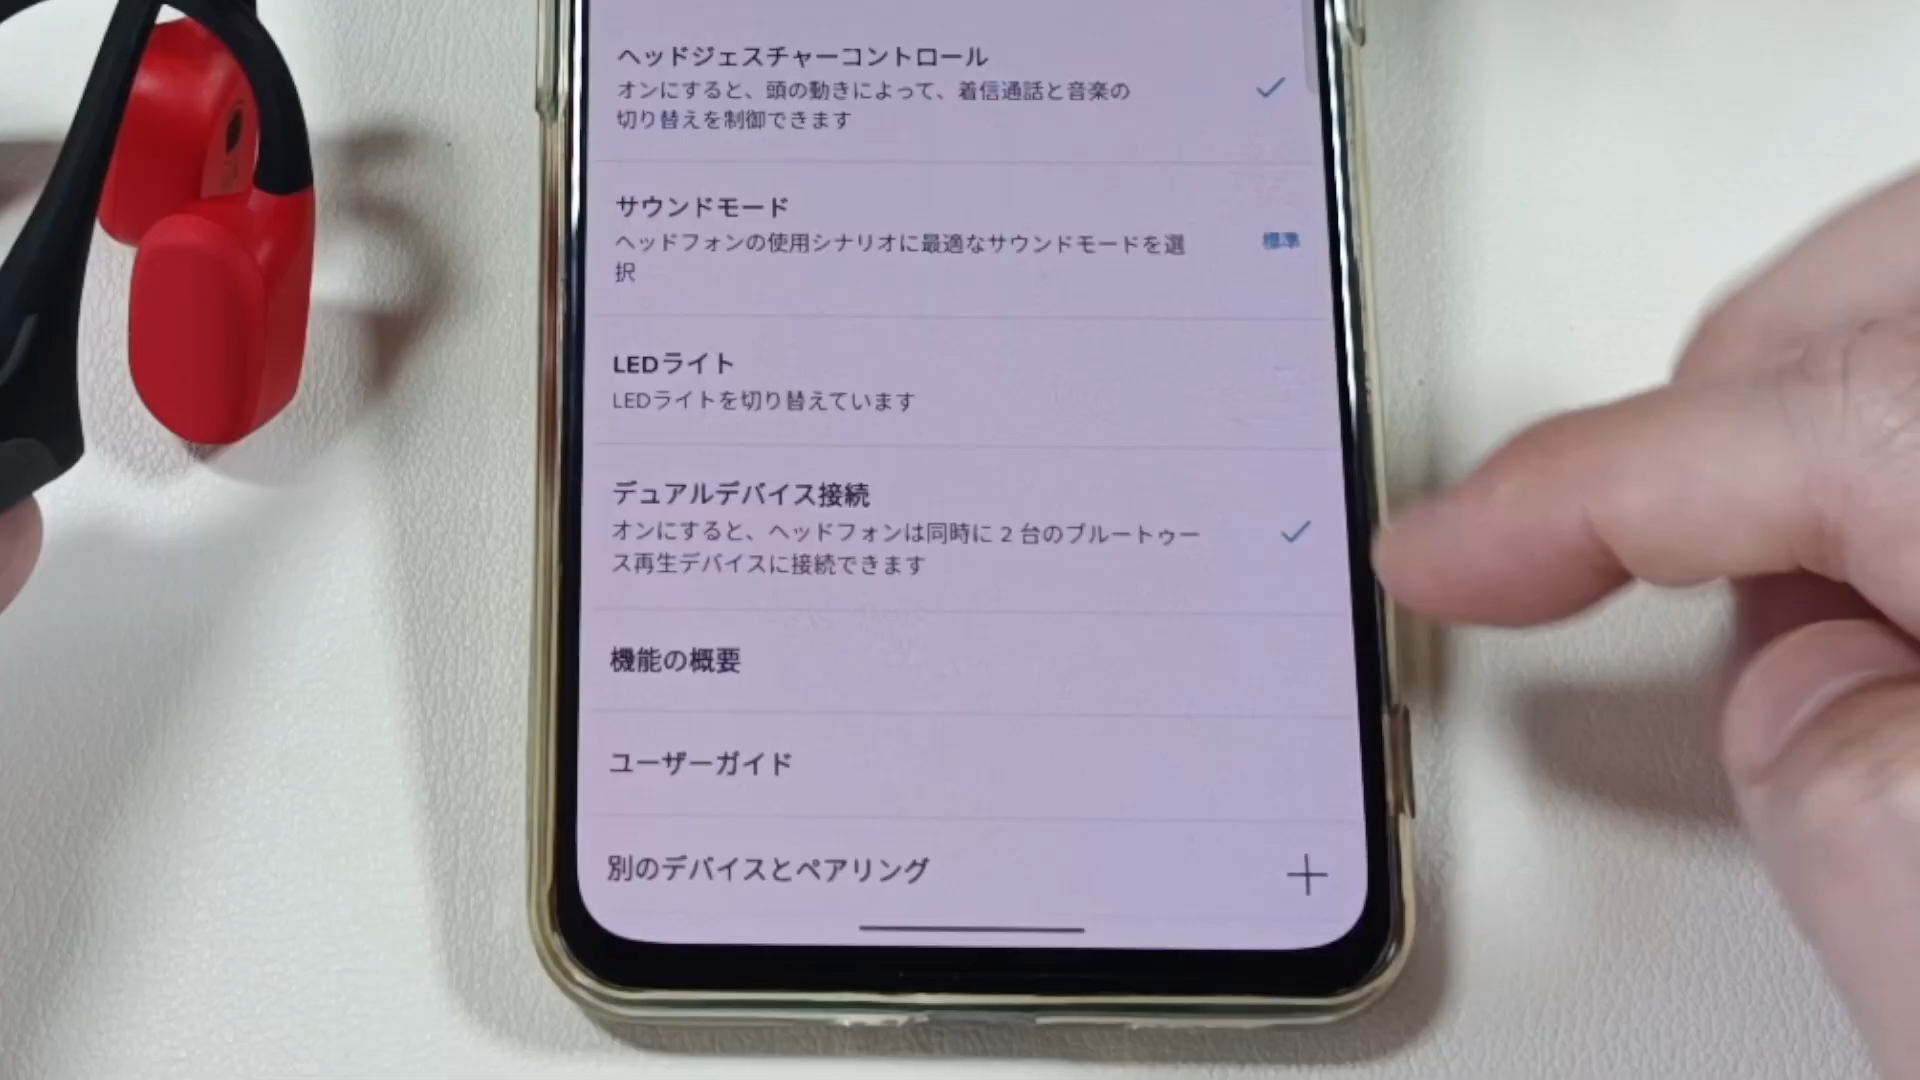 ヘッドジェスチャーコントロール
オンにすると、頭の動きによって、着信通話と音楽の
切り替えを制御できます
サウンドモード
ヘッドフォンの使用シナリオに最適なサウンドモードを選
択
標準
LEDライト
LEDライトを切り替えています
デュアルデバイス接続
オンにすると、ヘッドフォンは同時に 2 台のブルートゥー
ス再生デバイスに接続できます
機能の概要
ユーザーガイド
別のデバイスとペアリング